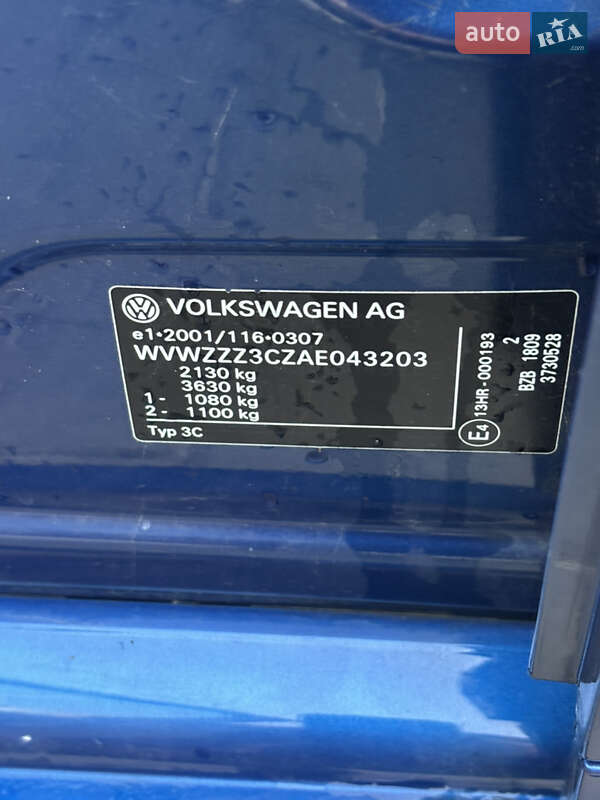 auto RIA .com
VOLKSWAGEN AG
e1*2001/116*0307
WVWZZZ3CZAE043203
2130 kg
3630 kg
1 - 1080 kg
2 - 1100 kg
Typ 3C
E4 13HR-000193
2
BZB 1809
3730528